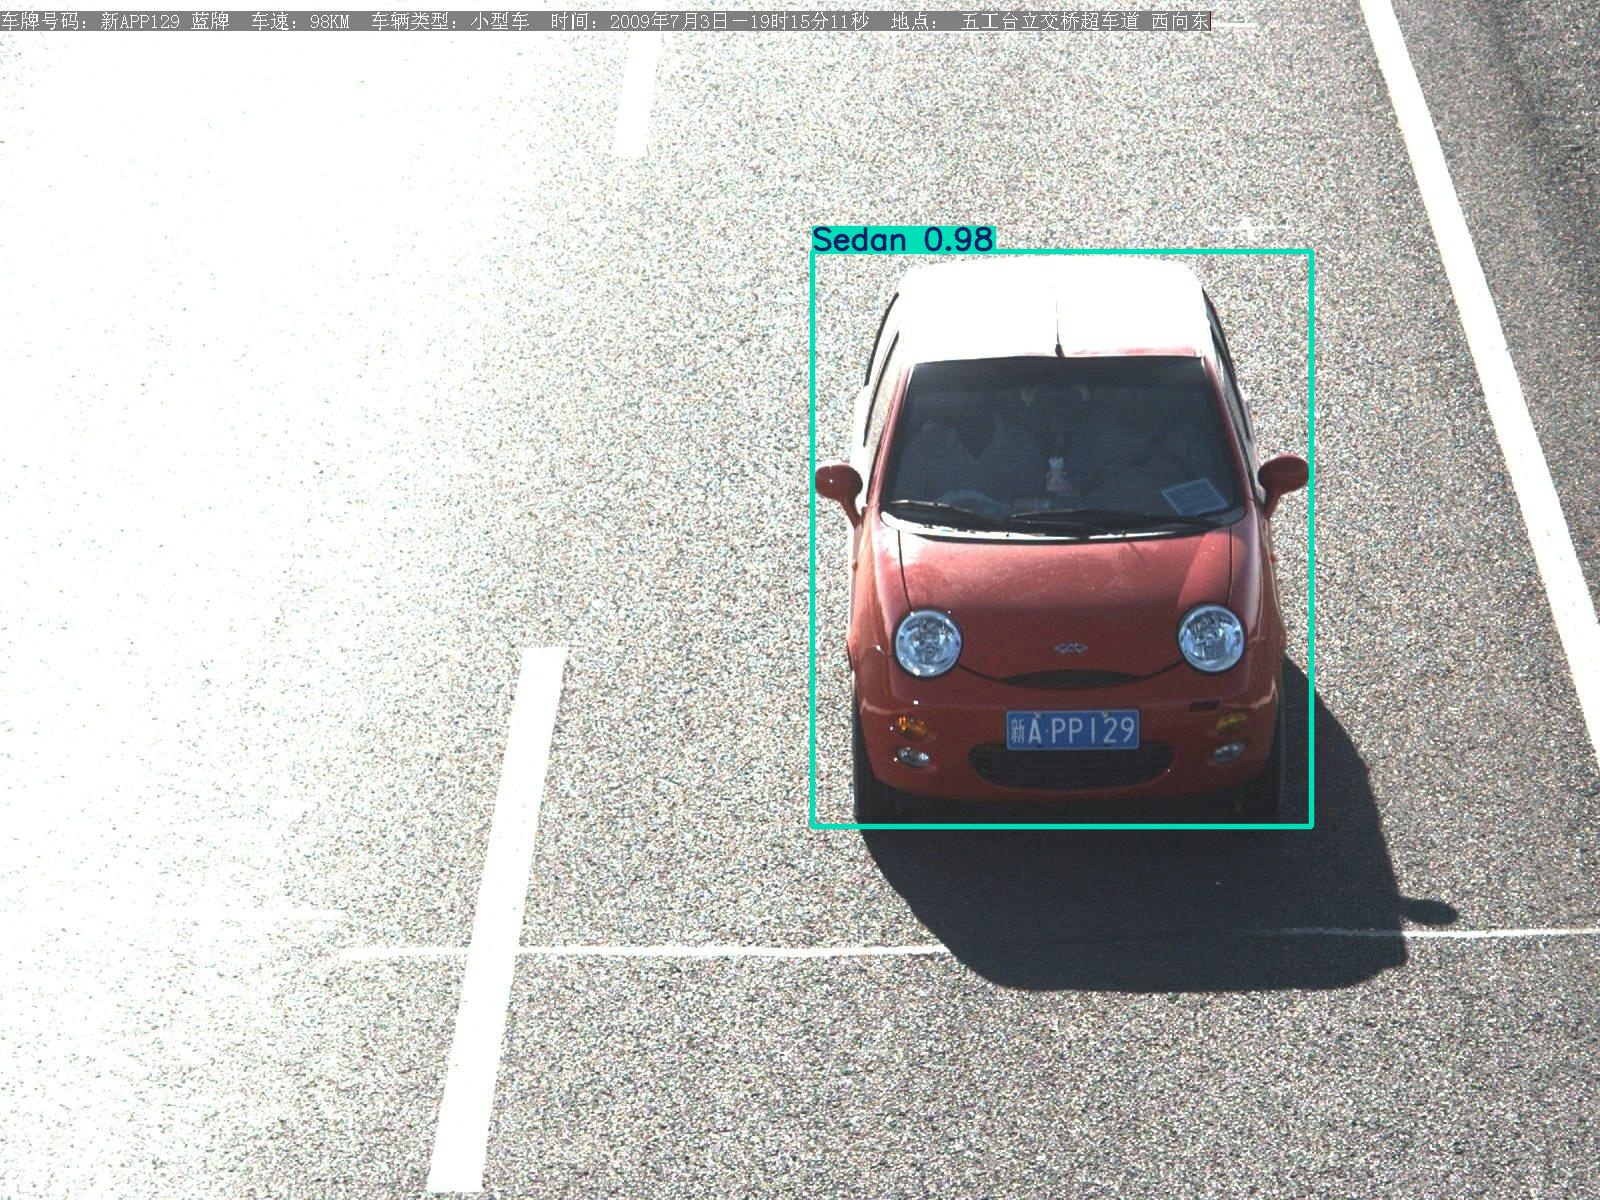 车牌号码：新APP129 蓝牌 车速：98KM 车辆类型：小型车 时间：2009年7月3日－19时15分11秒 地点： 五工台立交桥超车道 西向东
Sedan 0.98
新A·PP129